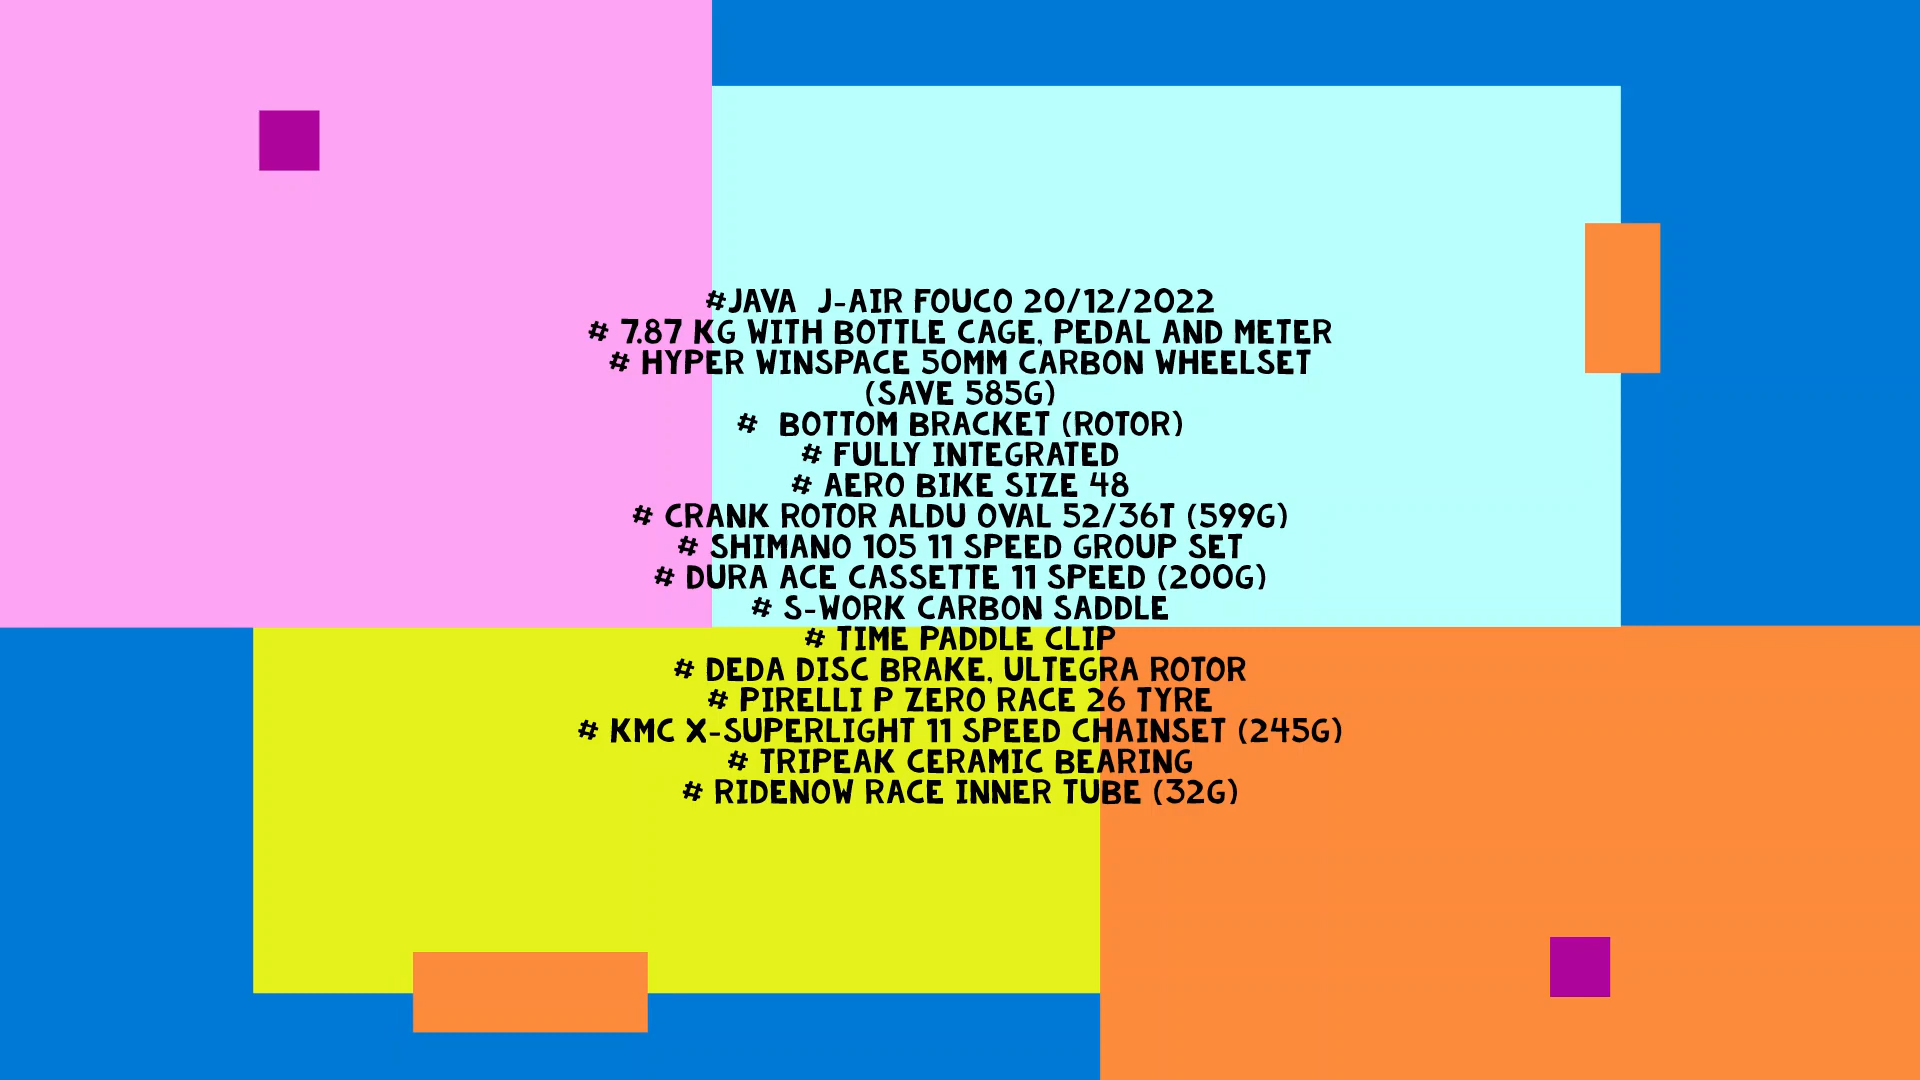 #JAVA  J-AIR FOUCO 20/12/2022
# 7.87 KG WITH BOTTLE CAGE, PEDAL AND METER
# HYPER WINSPACE 50MM CARBON WHEELSET
(SAVE 585G)
#  BOTTOM BRACKET (ROTOR)
# FULLY INTEGRATED
# AERO BIKE SIZE 48
# CRANK ROTOR ALDU OVAL 52/36T (599G)
# SHIMANO 105 11 SPEED GROUP SET
# DURA ACE CASSETTE 11 SPEED (200G)
# S-WORK CARBON SADDLE
# TIME PADDLE CLIP
# DEDA DISC BRAKE, ULTEGRA ROTOR
# PIRELLI P ZERO RACE 26 TYRE
# KMC X-SUPERLIGHT 11 SPEED CHAINSET (245G)
# TRIPEAK CERAMIC BEARING
# RIDENOW RACE INNER TUBE (32G)